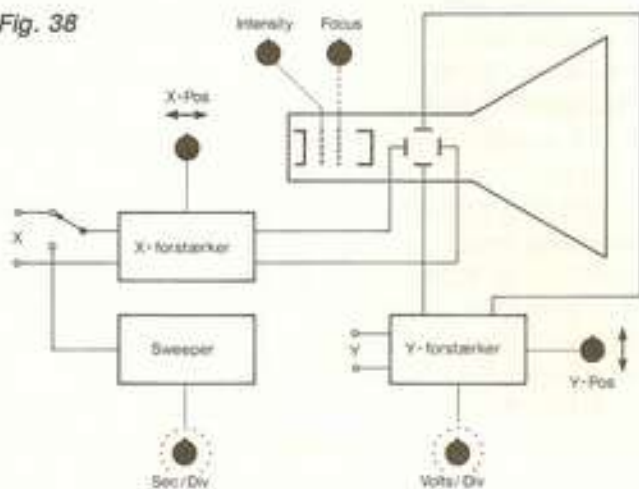 Fig. 38
Intensity Focus
X-Pos
X
X-forstærker
Sweeper
Y
Y-forstærker
Y-Pos
Sec/Div
Volts/Div